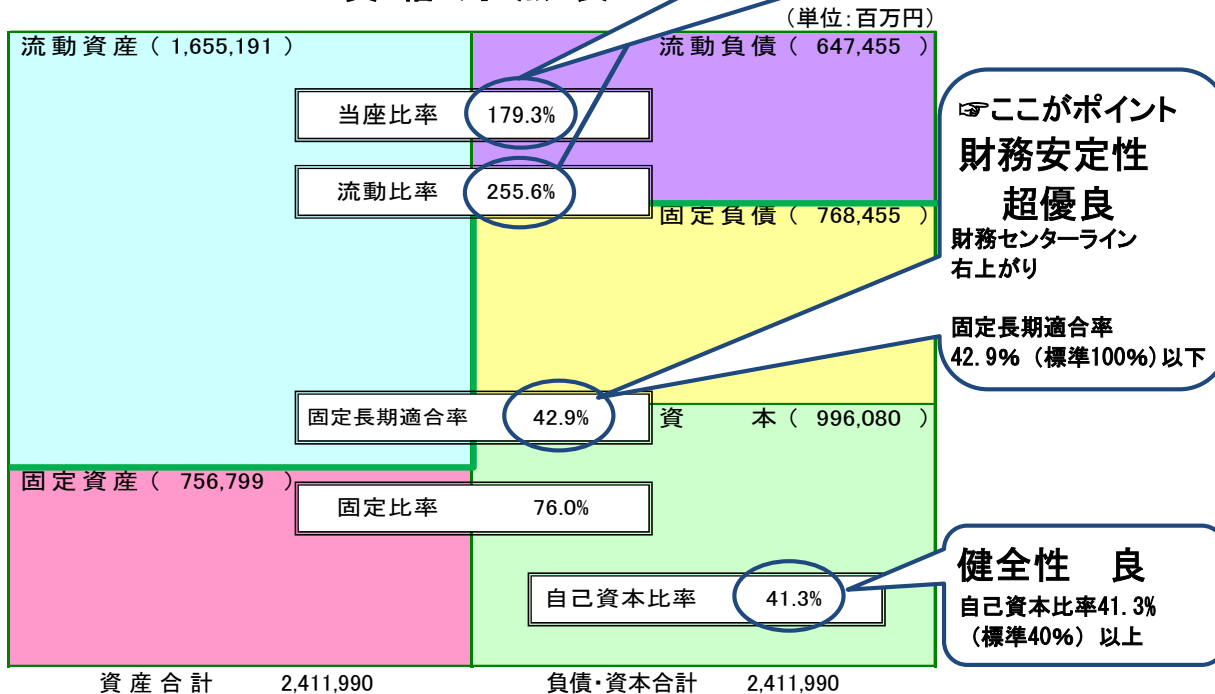 (単位:百万円)
流動資産( 1,655,191 )
流動負債( 647,455 )
当座比率 179.3%
流動比率 255.6%
固定負債( 768,455 )
固定長期適合率 42.9%
資 本( 996,080 )
固定資産( 756,799 )
固定比率 76.0%
自己資本比率 41.3%
資産合計 2,411,990
負債・資本合計 2,411,990
☞ここがポイント
財務安定性
超優良
財務センターライン
右上がり
固定長期適合率
42.9%(標準100%)以下
健全性 良
自己資本比率41.3%
(標準40%)以上